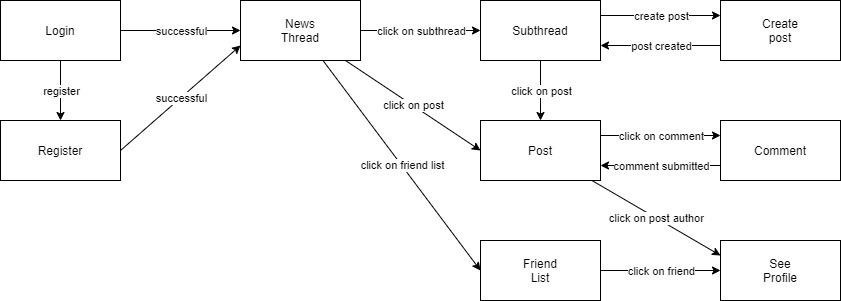 Login
successful
News
Thread
click on subthread
Subthread
create post
Create
post
post created
register
successful
click on post
click on post
Register
click on friend list
Post
click on comment
Comment
comment submitted
click on post author
Friend
List
click on friend
See
Profile